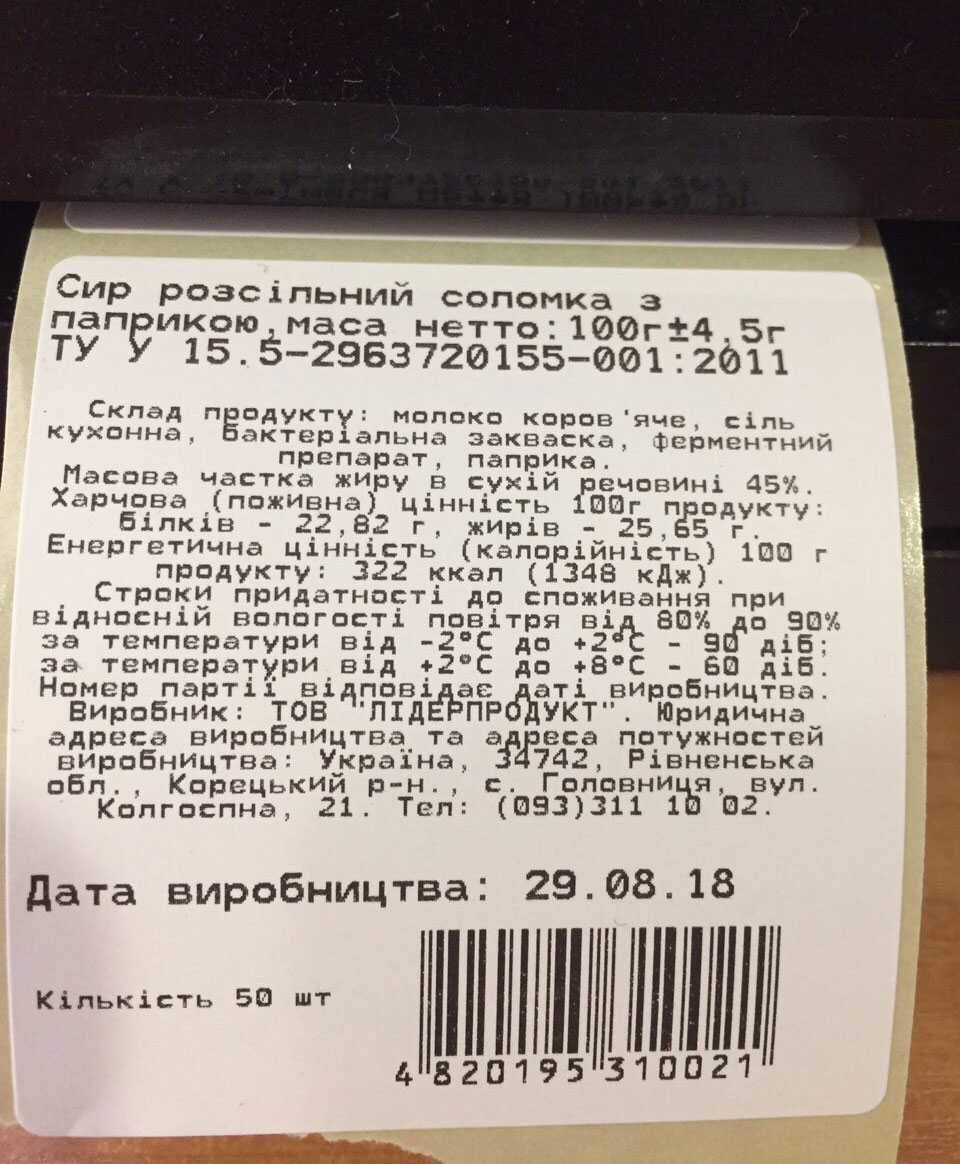 Сир розсільний соломка з
паприкою,маса нетто:100г±4,5г
ТУ У 15.5-2963720155-001:2011
Склад продукту: молоко коров'яче, сіль
кухонна, бактеріальна закваска, ферментний
препарат, паприка.
Масова частка жиру в сухій речовині 45%.
Харчова (поживна) цінність 100г продукту:
білків - 22,82 г, жирів - 25,65 г.
Енергетична цінність (калорійність) 100 г
продукту: 322 ккал (1348 кДж).
Строки придатності до споживання при
відносній вологості повітря від 80% до 90%
за температури від -2°С до +2°С - 90 діб;
за температури від +2°С до +8°С - 60 діб.
Номер партії відповідає даті виробництва.
Виробник: ТОВ "ЛІДЕРПРОДУКТ". Юридична
адреса виробництва та адреса потужностей
виробництва: Україна, 34742, Рівненська
обл., Корецький р-н., с. Головниця, вул.
Колгоспна, 21. Тел: (093)311 10 02.
Дата виробництва: 29.08.18
Кількість 50 шт
4 820195 310021